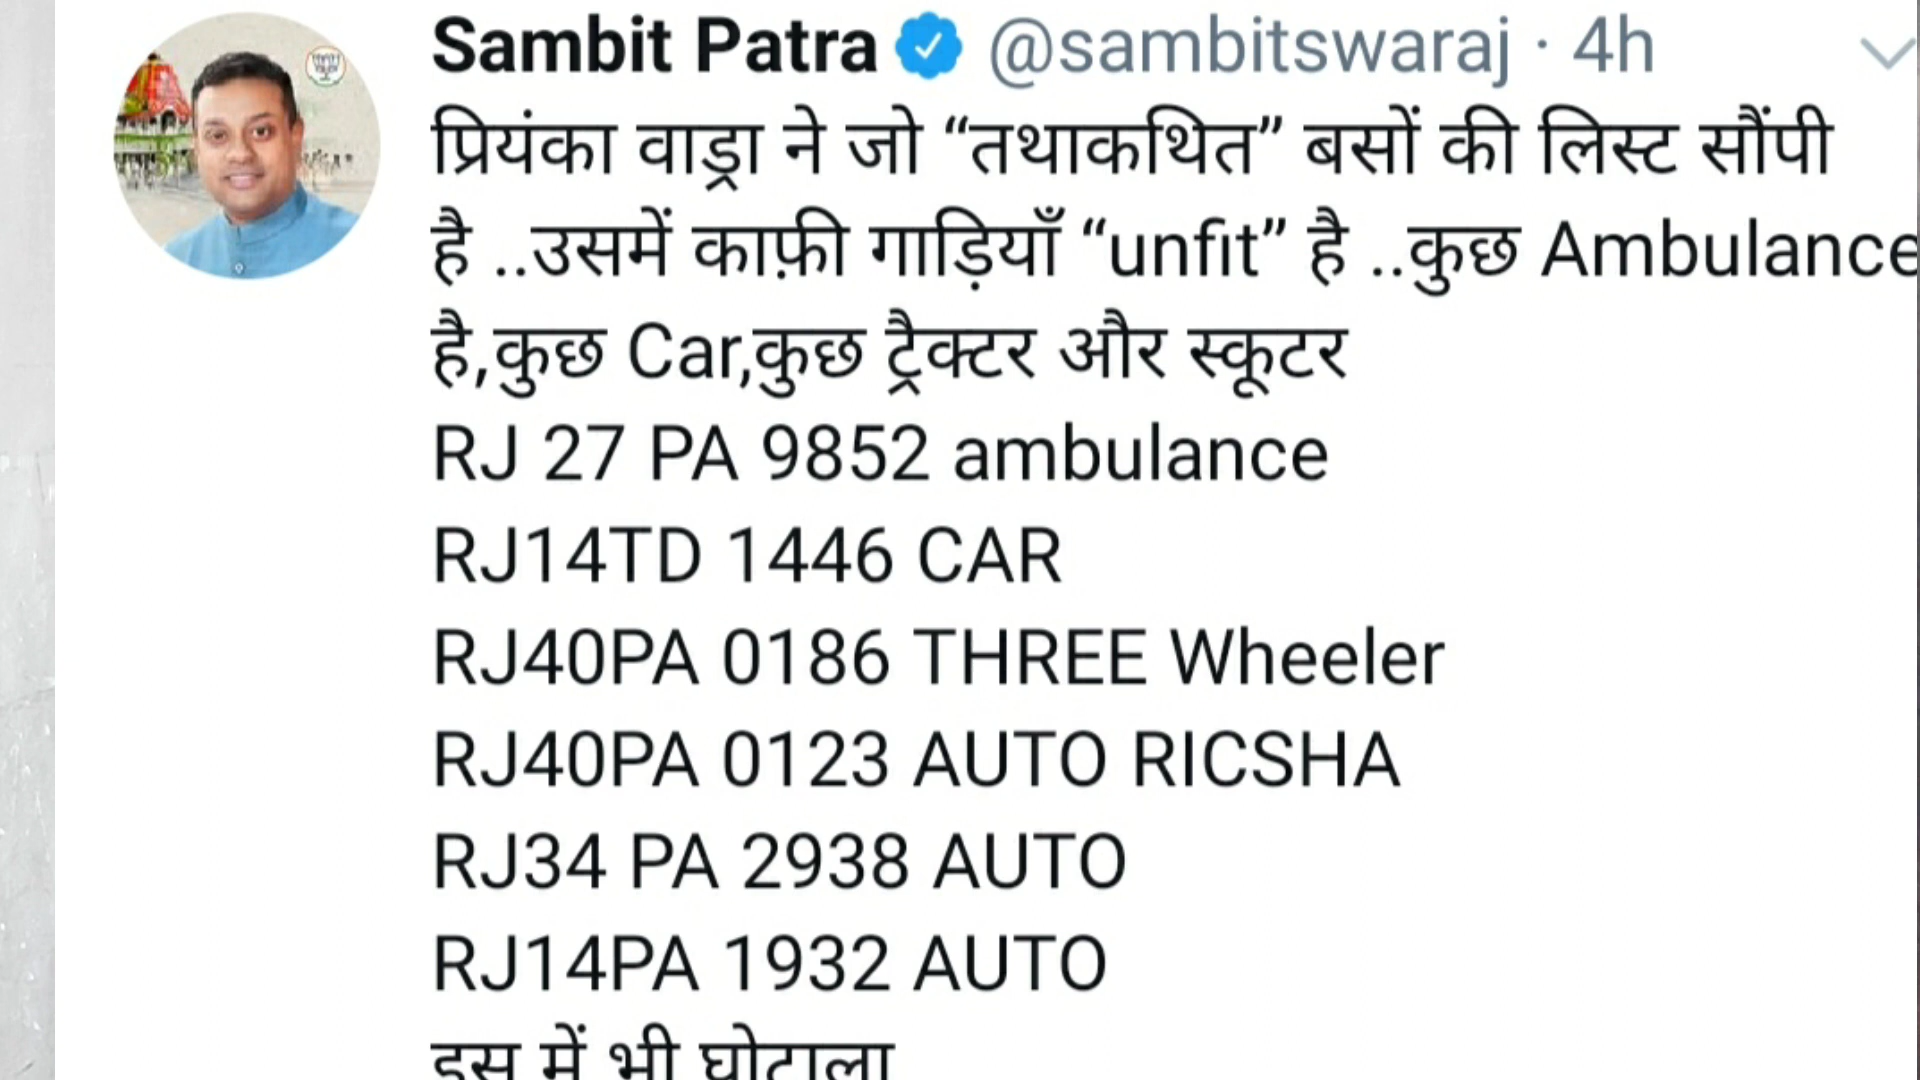 Sambit Patra @sambitswaraj · 4h
प्रियंका वाड्रा ने जो “तथाकथित” बसों की लिस्ट सौंपी
है ..उसमें काफ़ी गाड़ियाँ “unfit” है ..कुछ Ambulance
है,कुछ Car,कुछ ट्रैक्टर और स्कूटर
RJ 27 PA 9852 ambulance
RJ14TD 1446 CAR
RJ40PA 0186 THREE Wheeler
RJ40PA 0123 AUTO RICSHA
RJ34 PA 2938 AUTO
RJ14PA 1932 AUTO
इस में भी घोटाला